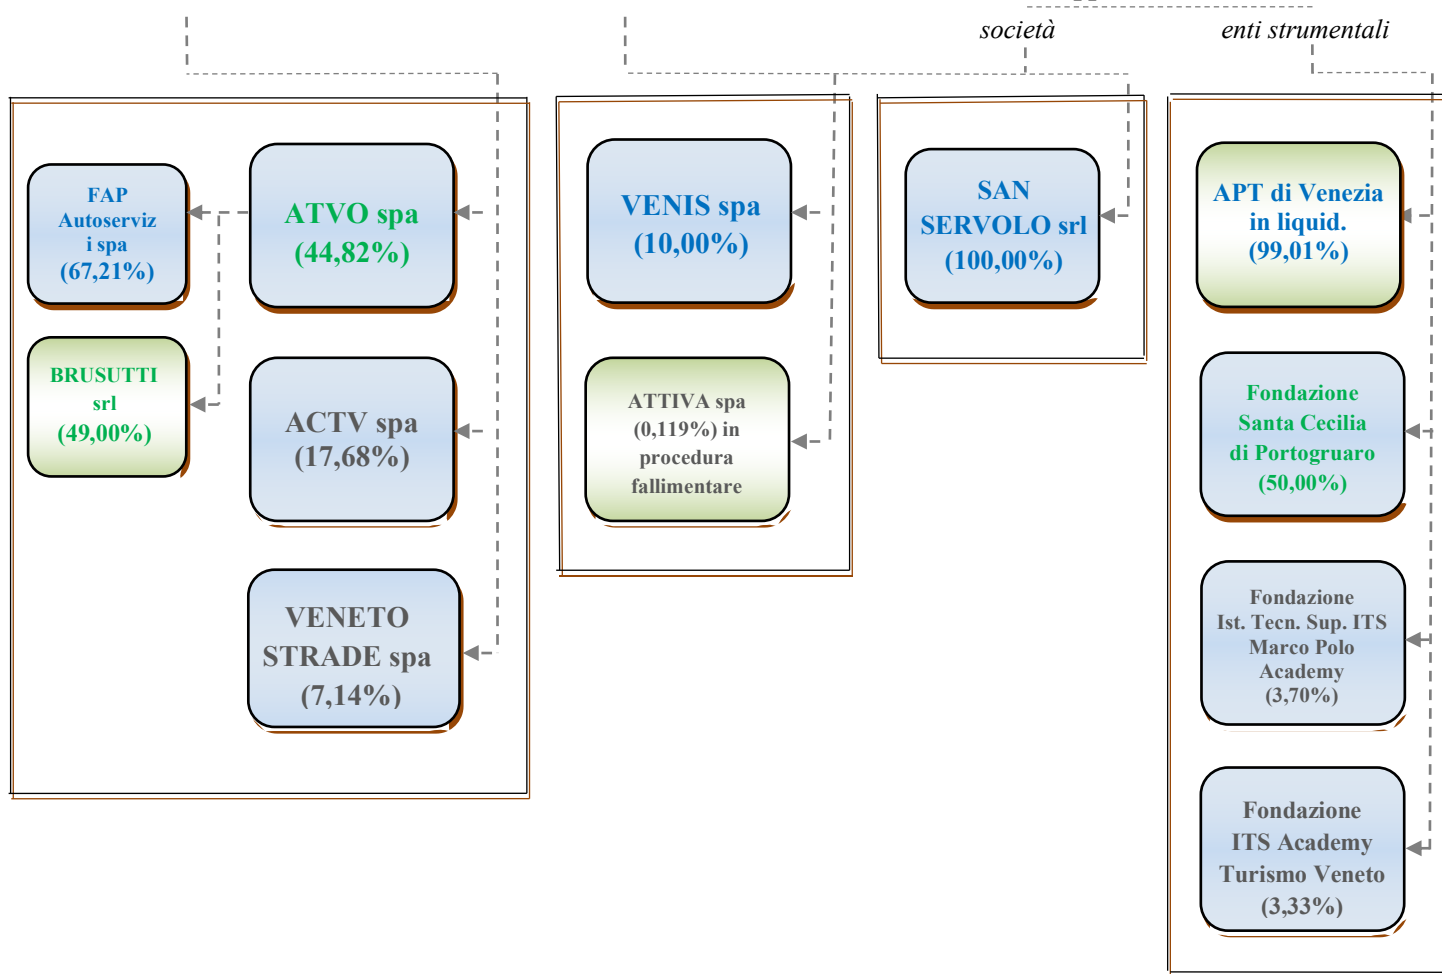 società
enti strumentali
FAP
Autoserviz
i spa
(67,21%)
ATVO spa
(44,82%)
BRUSUTTI
srl
(49,00%)
ACTV spa
(17,68%)
VENETO
STRADE spa
(7,14%)
VENIS spa
(10,00%)
ATTIVA spa
(0,119%) in
procedura
fallimentare
SAN
SERVOLO srl
(100,00%)
APT di Venezia
in liquid.
(99,01%)
Fondazione
Santa Cecilia
di Portogruaro
(50,00%)
Fondazione
Ist. Tecn. Sup. ITS
Marco Polo
Academy
(3,70%)
Fondazione
ITS Academy
Turismo Veneto
(3,33%)